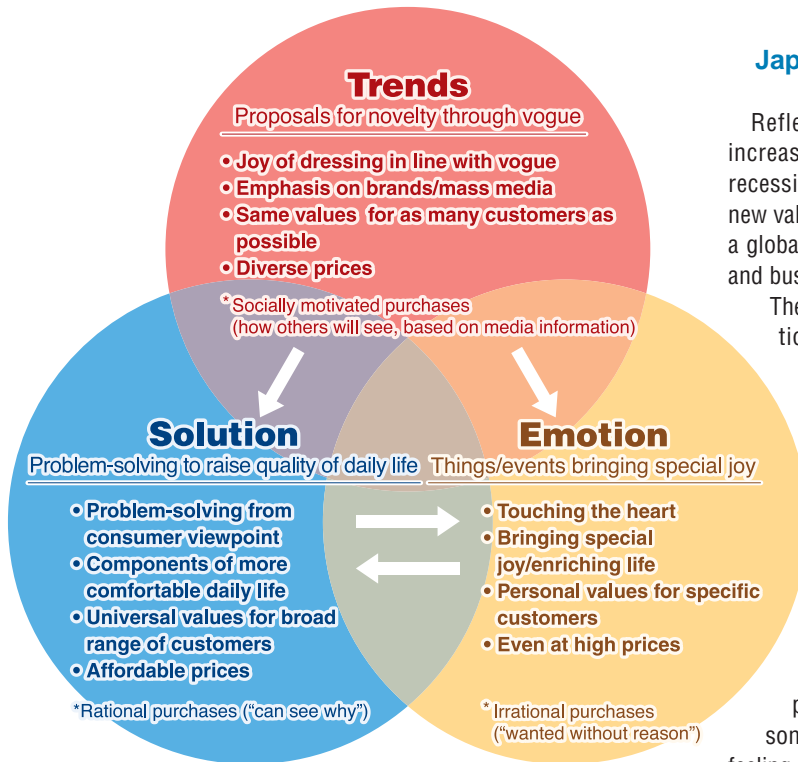 Trends
Proposals for novelty through vogue
• Joy of dressing in line with vogue
• Emphasis on brands/mass media
• Same values for as many customers as
possible
• Diverse prices
* Socially motivated purchases
(how others will see, based on media information)
Solution
Problem-solving to raise quality of daily life
• Problem-solving from
consumer viewpoint
• Components of more
comfortable daily life
• Universal values for broad
range of customers
• Affordable prices
*Rational purchases (“can see why”)
Emotion
Things/events bringing special joy
• Touching the heart
• Bringing special
joy/enriching life
• Personal values for specific
customers
• Even at high prices
* Irrational purchases
(“wanted without reason”)
Jap
Refle
increas
recessi
new val
a globa
and bus
The
tic
p
son